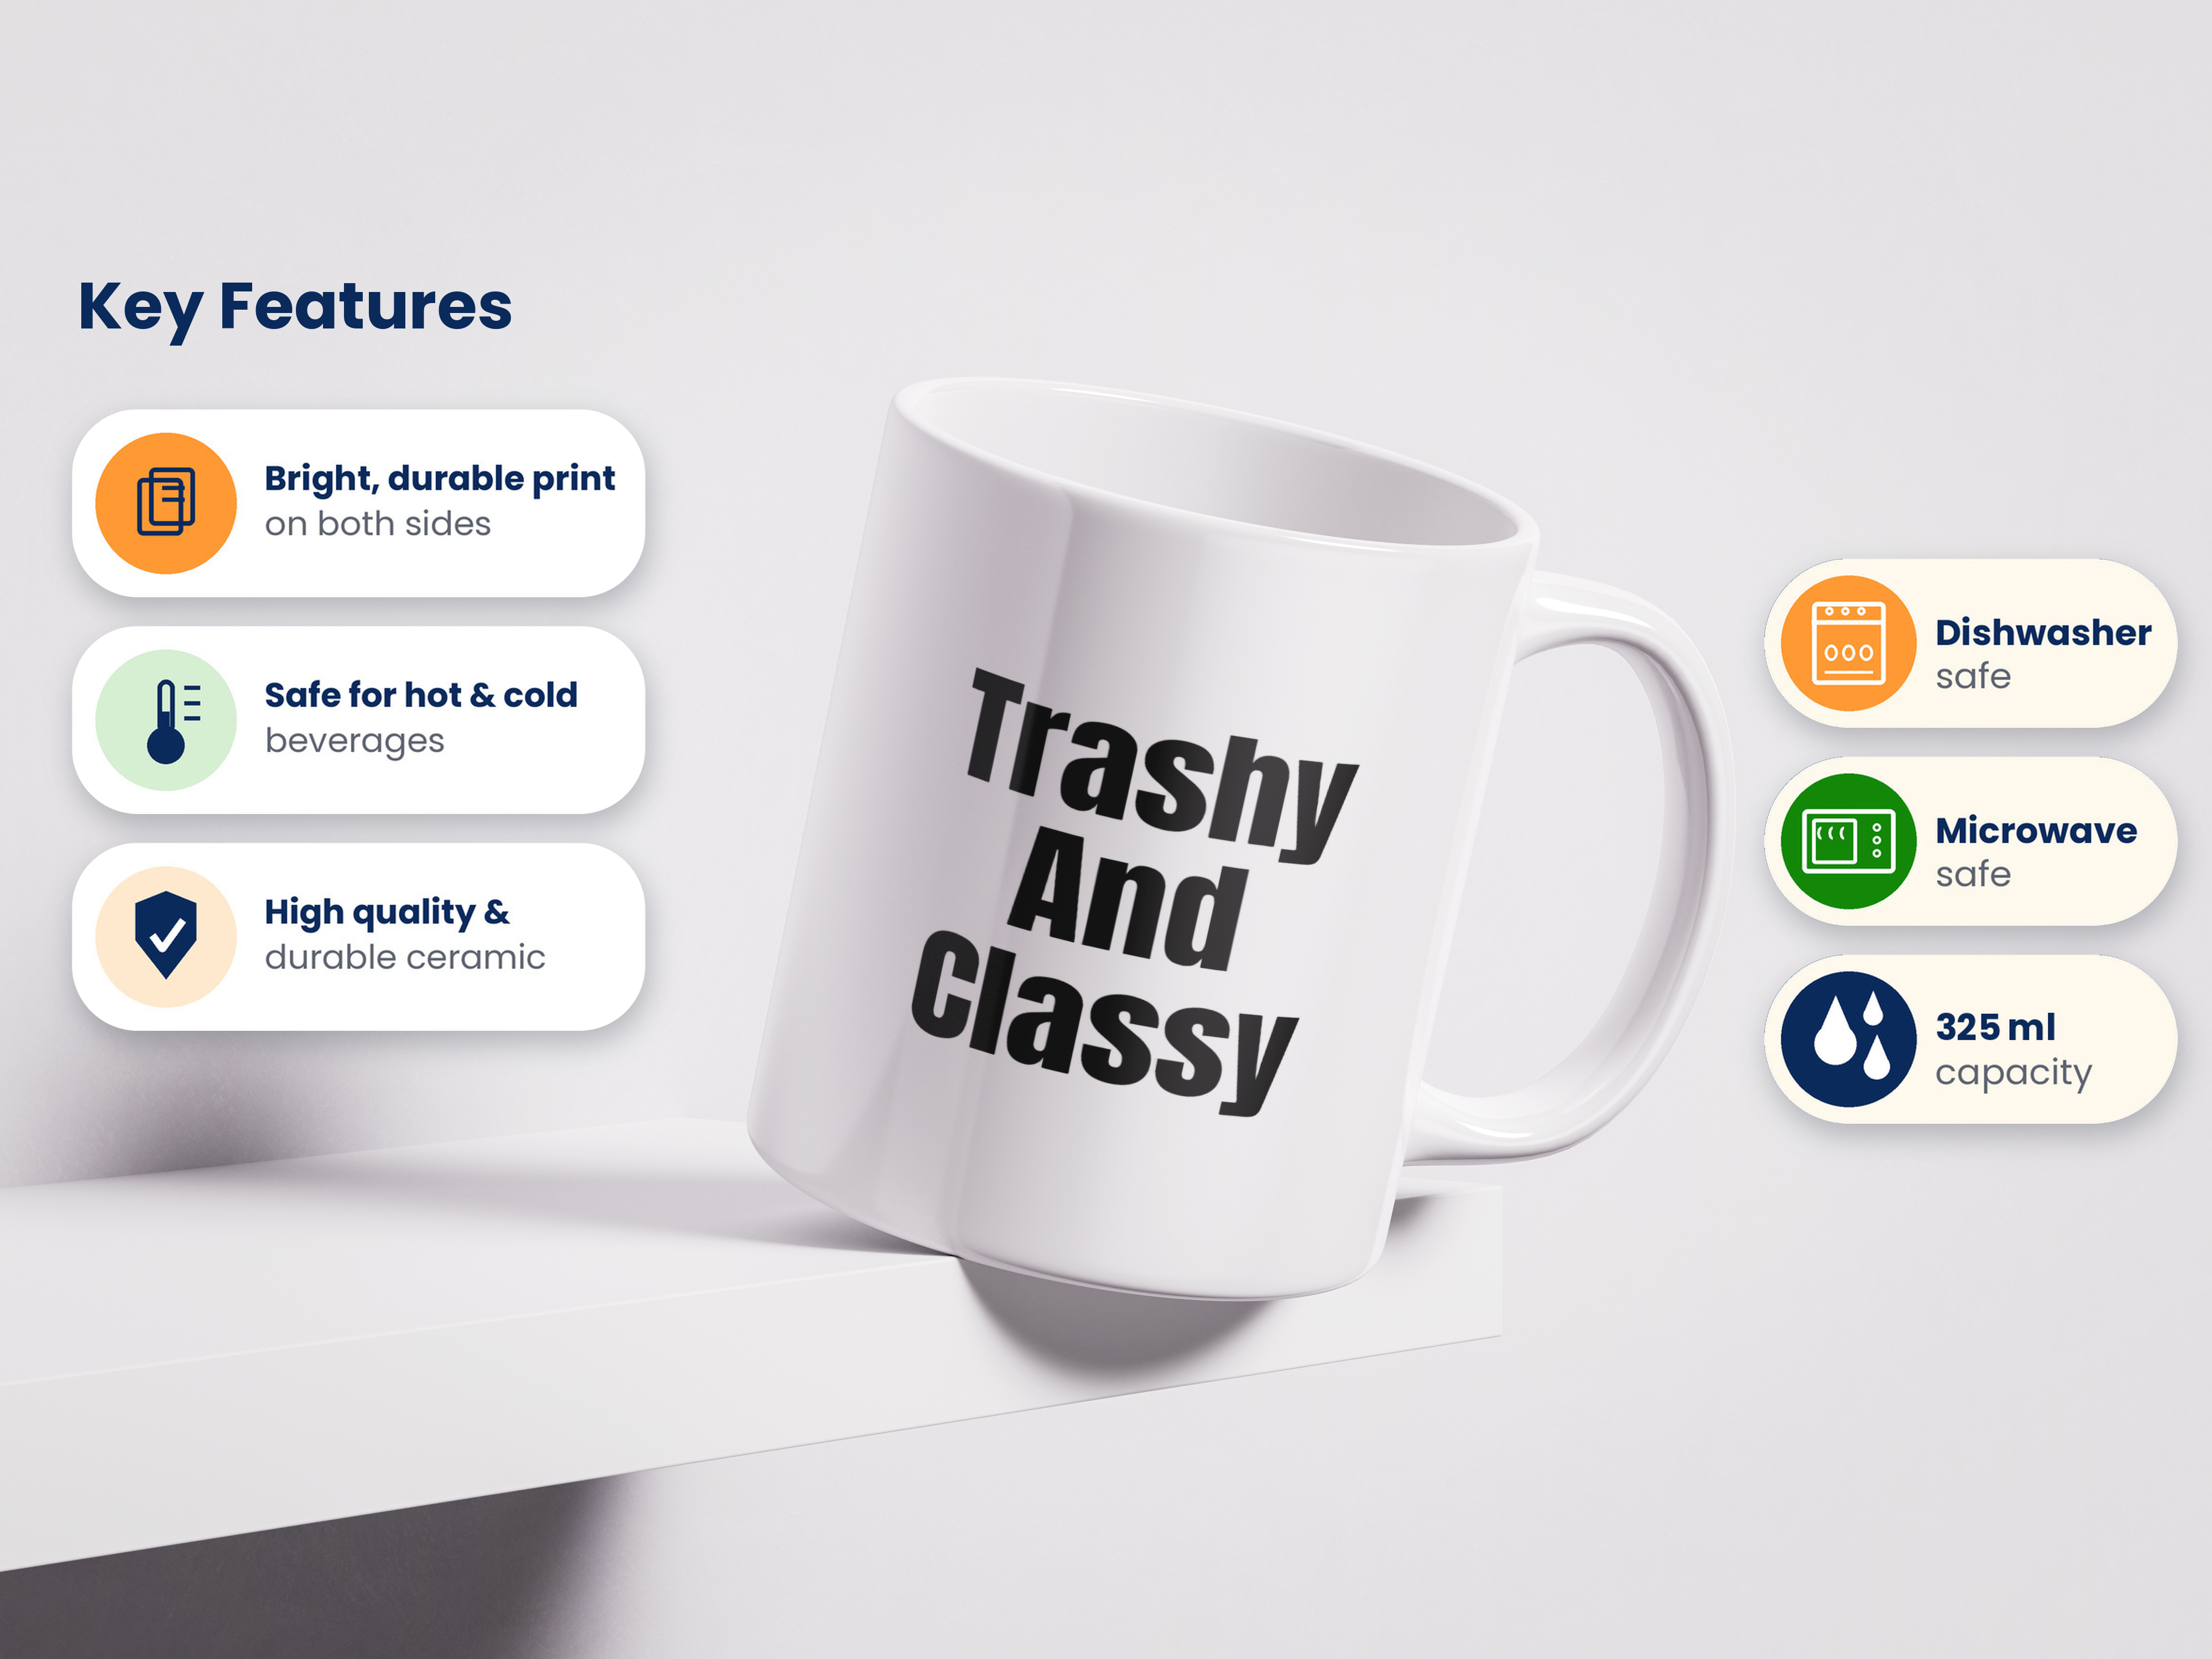 Key Features
Bright, durable print
on both sides
Safe for hot & cold
beverages
High quality &
durable ceramic
Trashy
And
Classy
Dishwasher
safe
Microwave
safe
325 ml
capacity